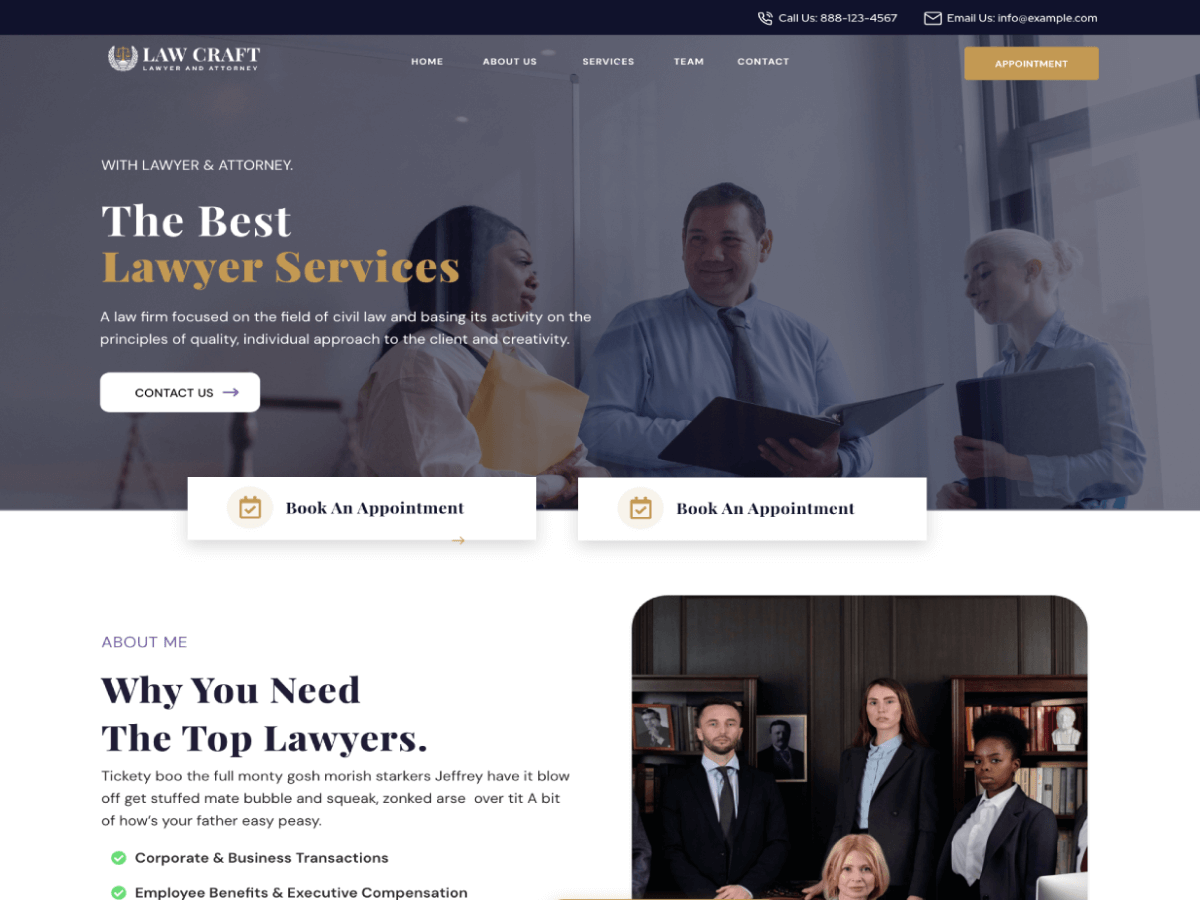 Call Us: 888-123-4567
Email Us: info@example.com
LAW CRAFT
LAWYER AND ATTORNEY
HOME
ABOUT US
SERVICES
TEAM
CONTACT
APPOINTMENT
WITH LAWYER & ATTORNEY.
The Best
Lawyer Services
A law firm focused on the field of civil law and basing its activity on the
principles of quality, individual approach to the client and creativity.
CONTACT US
Book An Appointment
Book An Appointment
ABOUT ME
Why You Need
The Top Lawyers.
Tickety boo the full monty gosh morish starkers Jeffrey have it blow
off get stuffed mate bubble and squeak, zonked arse over tit A bit
of how’s your father easy peasy.
Corporate & Business Transactions
Employee Benefits & Executive Compensation